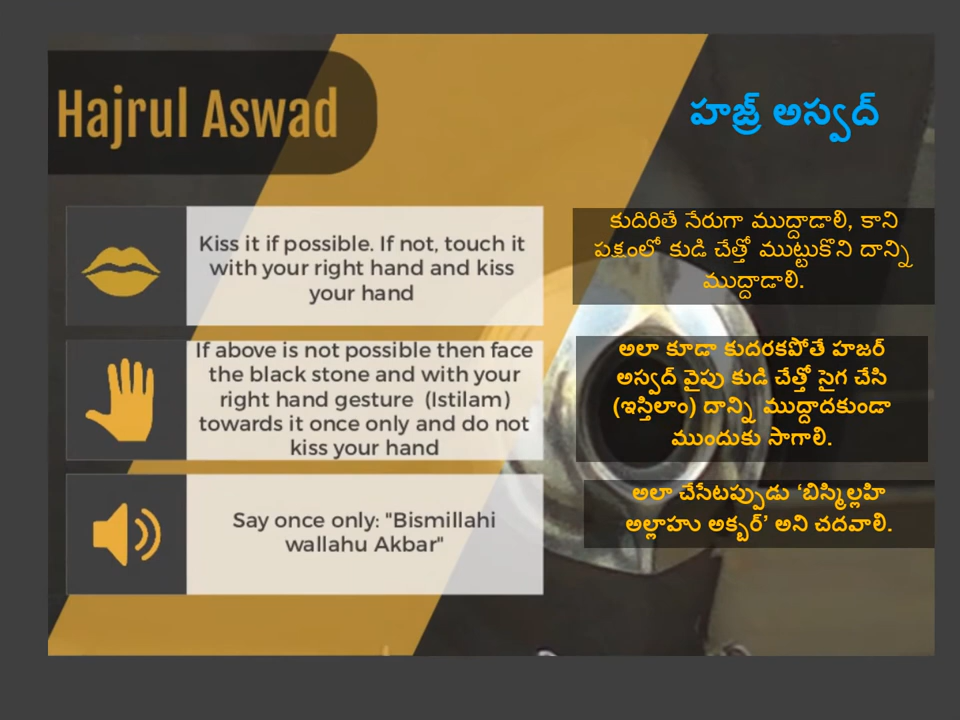 Hajrul Aswad
హజ్ర్ అస్వద్
Kiss it if possible. If not, touch it
with your right hand and kiss
your hand
కుదిరితే నేరుగా ముద్దాడాలి, కాని
పక్షంలో కుడి చేత్తో ముట్టుకొని దాన్ని
ముద్దాడాలి.
If above is not possible then face
the black stone and with your
right hand gesture (Istilam)
towards it once only and do not
kiss your hand
అలా కూడా కుదరకపోతే హజర్
అస్వద్ వైపు కుడి చేత్తో సైగ చేసి
(ఇస్తిలాం) దాన్ని ముద్దాదకుండా
ముందుకు సాగాలి.
Say once only: "Bismillahi
wallahu Akbar"
అలా చేసేటప్పుడు ‘బిస్మిల్లహి
అల్లాహు అక్బర్’ అని చదవాలి.